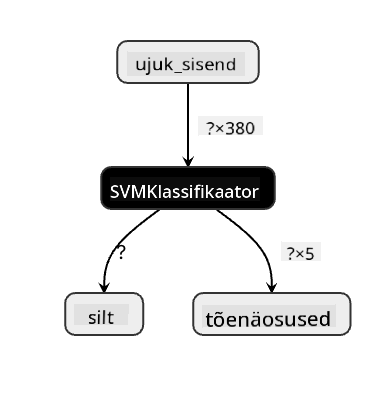 ujuk_sisend
?×380
SVMKlassifikaator
?
?×5
silt
tõenäosused